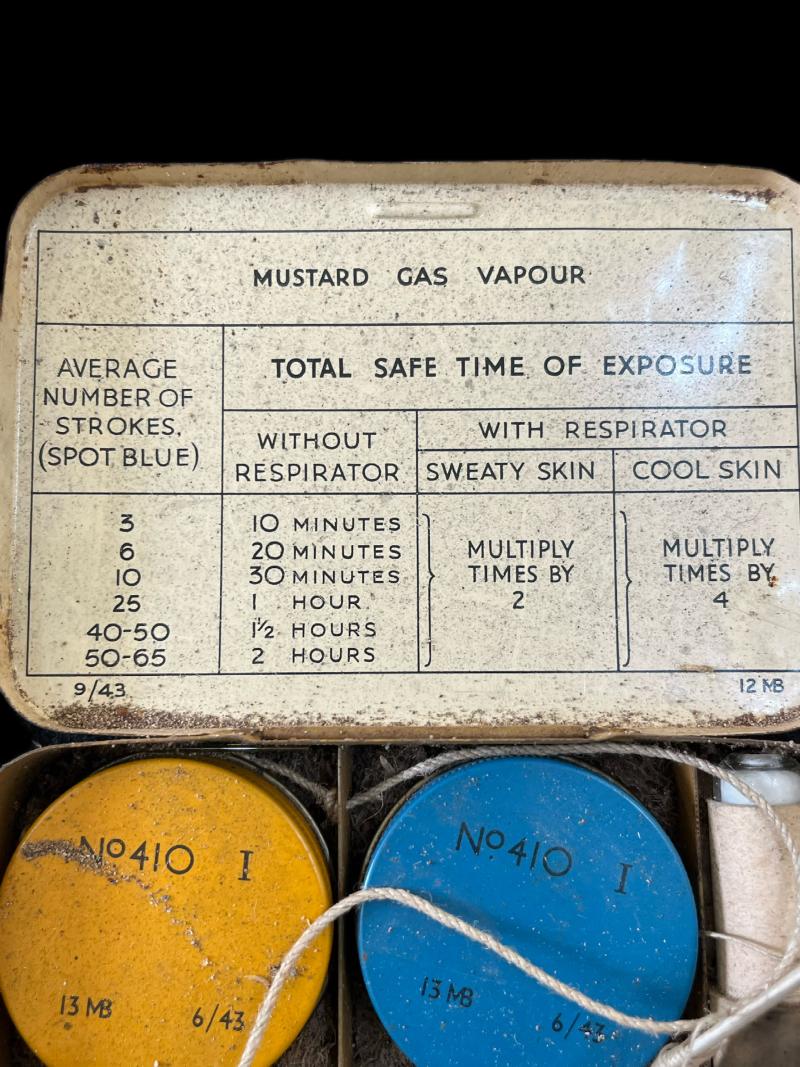 MUSTARD GAS VAPOUR
AVERAGE
NUMBER OF
STROKES.
(SPOT BLUE)
TOTAL SAFE TIME OF EXPOSURE
WITHOUT
RESPIRATOR
WITH RESPIRATOR
SWEATY SKIN
COOL SKIN
3 10 MINUTES
6 20 MINUTES
10 30 MINUTES
25 1 HOUR
40-50 1½ HOURS
50-65 2 HOURS
MULTIPLY
TIMES BY
2
MULTIPLY
TIMES BY
4
9/43
12 MB
Nº410 I
13 MB 6/43
Nº410 I
13 MB 6/43